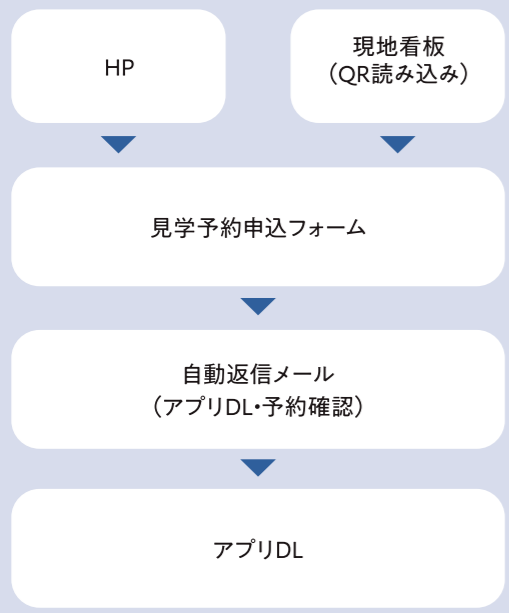 HP
現地看板
（QR読み込み）
見学予約申込フォーム
自動返信メール
（アプリDL・予約確認）
アプリDL